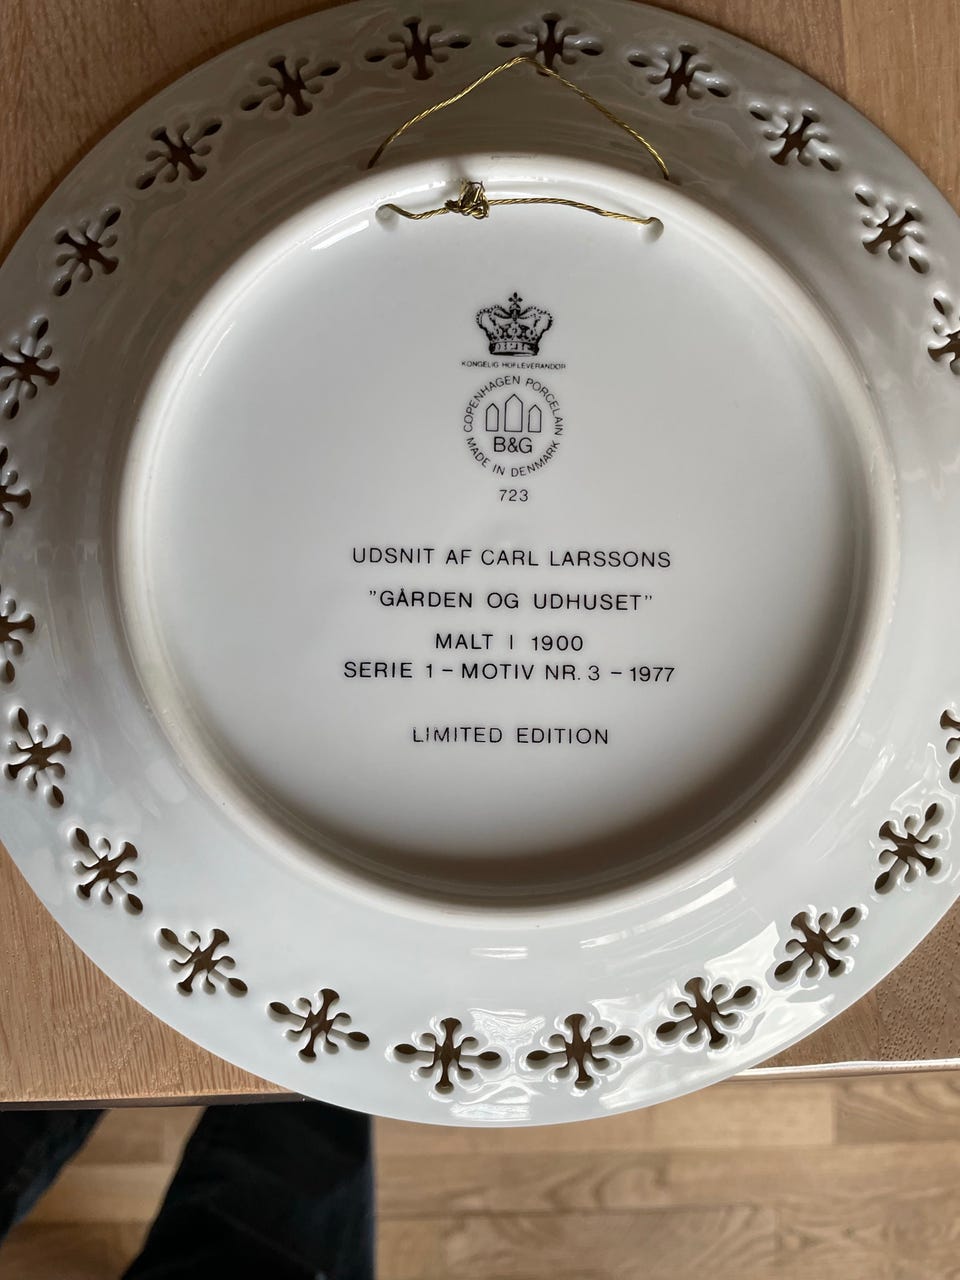 KONGELIG HOFLEVERANDØR
COPENHAGEN PORCELAIN
B&G
MADE IN DENMARK
723
UDSNIT AF CARL LARSSONS
"GÅRDEN OG UDHUSET"
MALT I 1900
SERIE 1 – MOTIV NR. 3 – 1977
LIMITED EDITION